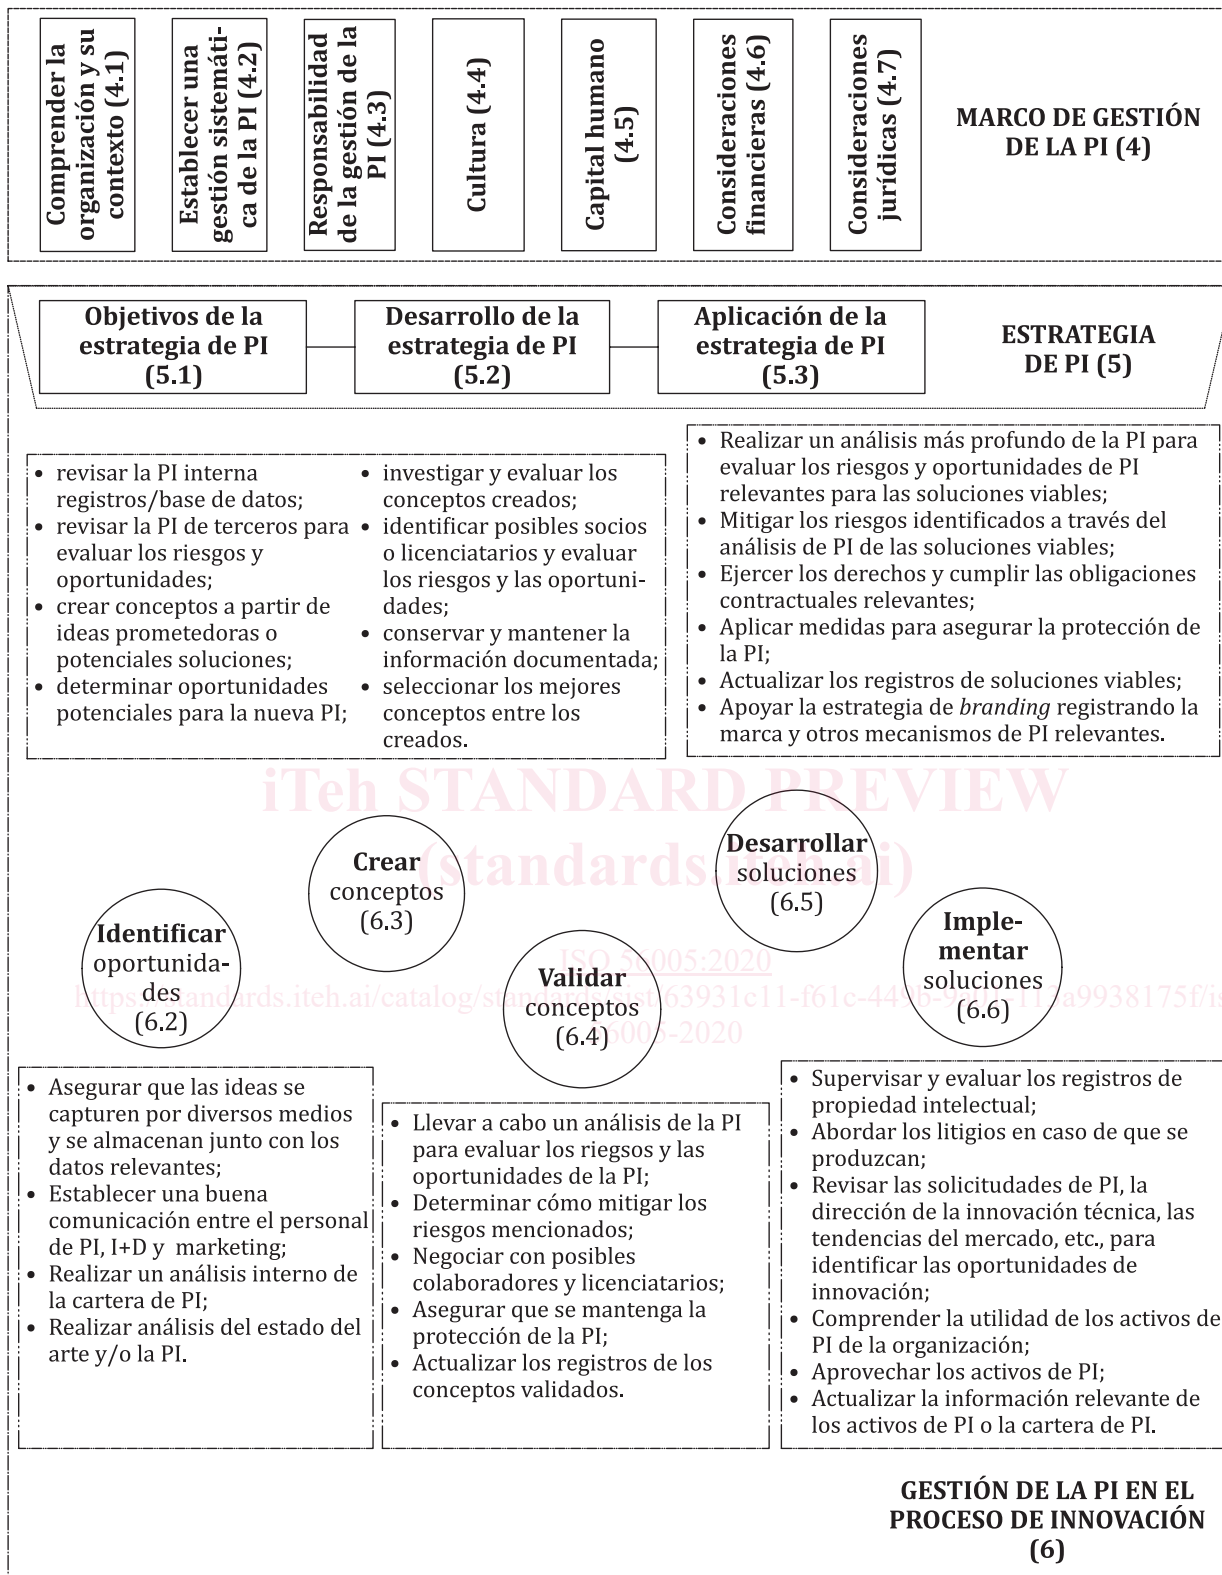 Comprender la
organización y su
contexto (4.1)
Establecer una
gestión sistemáti-
ca de la PI (4.2)
Responsabilidad
de la gestión de la
PI (4.3)
Cultura (4.4)
Capital humano
(4.5)
Consideraciones
financieras (4.6)
Consideraciones
jurídicas (4.7)
MARCO DE GESTIÓN
DE LA PI (4)
Objetivos de la
estrategia de PI
(5.1)
Desarrollo de la
estrategia de PI
(5.2)
Aplicación de la
estrategia de PI
(5.3)
ESTRATEGIA
DE PI (5)
• revisar la PI interna
registros/base de datos;
• revisar la PI de terceros para
evaluar los riesgos y
oportunidades;
• crear conceptos a partir de
ideas prometedoras o
potenciales soluciones;
• determinar oportunidades
potenciales para la nueva PI;
• investigar y evaluar los
conceptos creados;
• identificar posibles socios
o licenciatarios y evaluar
los riesgos y las oportuni-
dades;
• conservar y mantener la
información documentada;
• seleccionar los mejores
conceptos entre los
creados.
• Realizar un análisis más profundo de la PI para
evaluar los riesgos y oportunidades de PI
relevantes para las soluciones viables;
• Mitigar los riesgos identificados a través del
análisis de PI de las soluciones viables;
• Ejercer los derechos y cumplir las obligaciones
contractuales relevantes;
• Aplicar medidas para asegurar la protección de
la PI;
• Actualizar los registros de soluciones viables;
• Apoyar la estrategia de branding registrando la
marca y otros mecanismos de PI relevantes.
iTeh STANDARD PREVIEW
(standards.iteh.ai)
Identificar
oportunida-
des
(6.2)
Crear
conceptos
(6.3)
Validar
conceptos
(6.4)
Desarrollar
soluciones
(6.5)
Imple-
mentar
soluciones
(6.6)
ISO 56005:2020
https://standards.iteh.ai/catalog/standards/sist/63931c11-f61c-449b-
56005-2020
• Asegurar que las ideas se
capturen por diversos medios
y se almacenan junto con los
datos relevantes;
• Establecer una buena
comunicación entre el personal
de PI, I+D y marketing;
• Realizar un análisis interno de
la cartera de PI;
• Realizar análisis del estado del
arte y/o la PI.
• Llevar a cabo un análisis de la PI
para evaluar los riegsos y las
oportunidades de la PI;
• Determinar cómo mitigar los
riesgos mencionados;
• Negociar con posibles
colaboradores y licenciatarios;
• Asegurar que se mantenga la
protección de la PI;
• Actualizar los registros de los
conceptos validados.
• Supervisar y evaluar los registros de
propiedad intelectual;
• Abordar los litigios en caso de que se
produzcan;
• Revisar las solicitudades de PI, la
dirección de la innovación técnica, las
tendencias del mercado, etc., para
identificar las oportunidades de
innovación;
• Comprender la utilidad de los activos de
PI de la organización;
• Aprovechar los activos de PI;
• Actualizar la información relevante de
los activos de PI o la cartera de PI.
GESTIÓN DE LA PI EN EL
PROCESO DE INNOVACIÓN
(6)